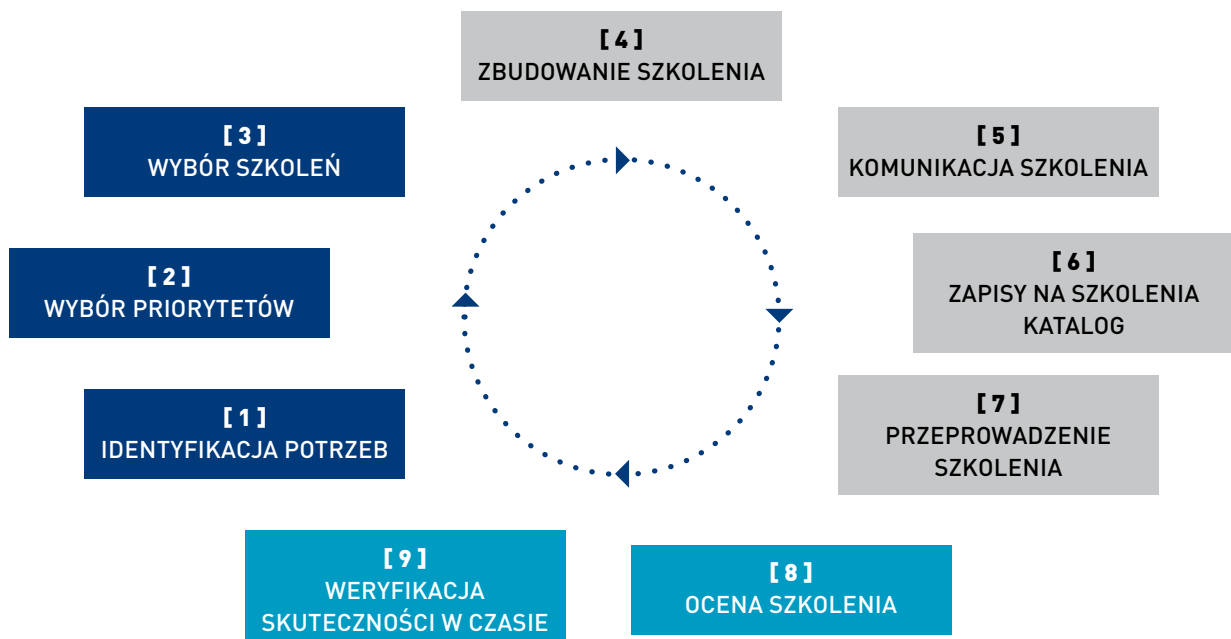 [4]
ZBUDOWANIE SZKOLENIA
[3]
WYBÓR SZKOLEŃ
[5]
KOMUNIKACJA SZKOLENIA
[2]
WYBÓR PRIORYTETÓW
[6]
ZAPISY NA SZKOLENIA
KATALOG
[1]
IDENTYFIKACJA POTRZEB
[7]
PRZEPROWADZENIE
SZKOLENIA
[9]
WERYFIKACJA
SKUTECZNOŚCI W CZASIE
[8]
OCENA SZKOLENIA